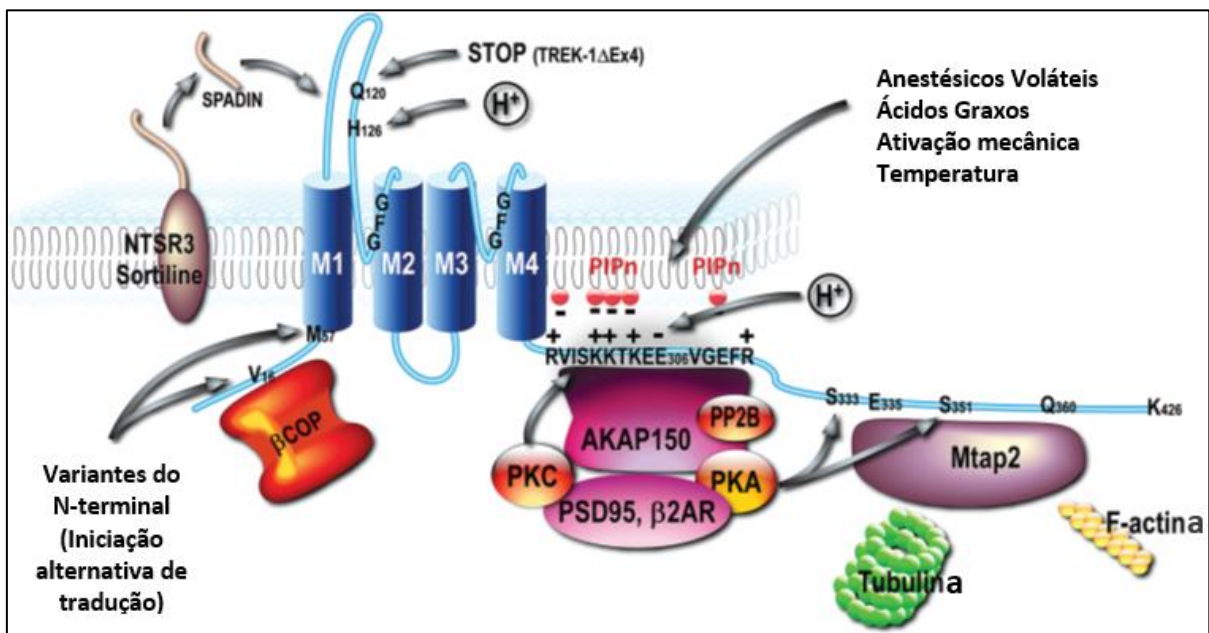 SPADIN
STOP (TREK-1ΔEx4)
Q120
H+
H126
Anestésicos Voláteis
Ácidos Graxos
Ativação mecânica
Temperatura
NTSR3
Sortiline
M1
GFG
M2
M3
GFG
M4
PIPn
PIPn
H+
- - - - -
+ ++ + - +
RVISKKTKEE306VGEFR
M57
V16
βCOP
AKAP150
PP2B
PKC
PKA
PSD95, β2AR
S333
E335
S351
Q360
K426
Mtap2
F-actina
Tubulina
Variantes do
N-terminal
(Iniciação
alternativa de
tradução)